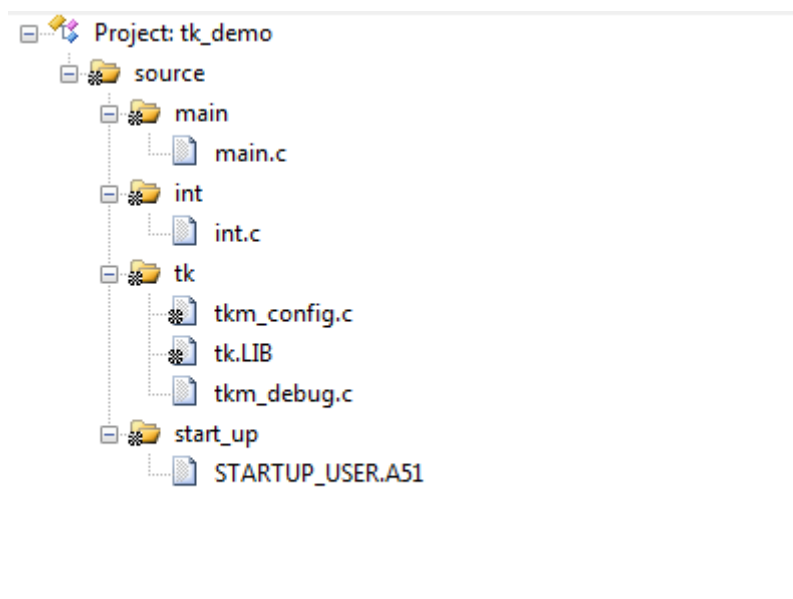 Project: tk_demo
source
main
main.c
int
int.c
tk
tkm_config.c
tk.LIB
tkm_debug.c
start_up
STARTUP_USER.A51